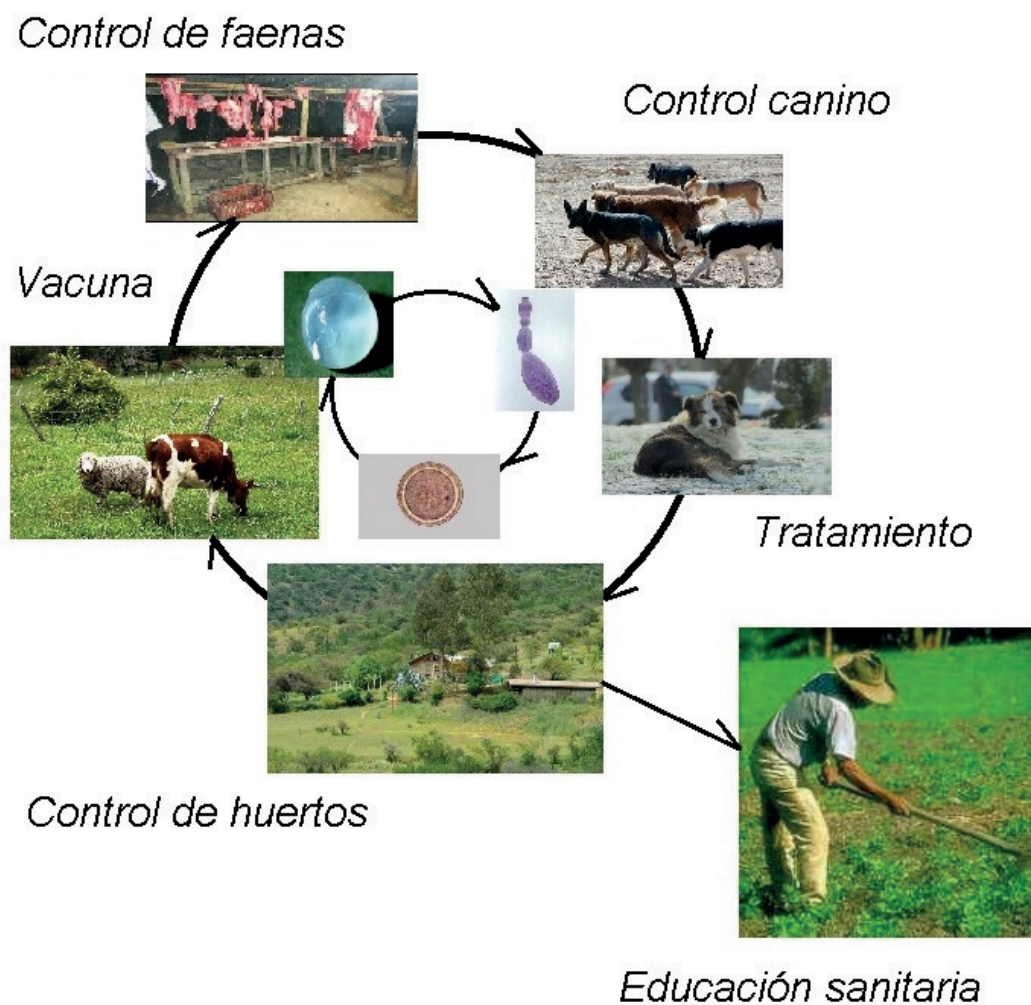 Control de faenas
Control canino
Vacuna
Tratamiento
Control de huertos
Educación sanitaria